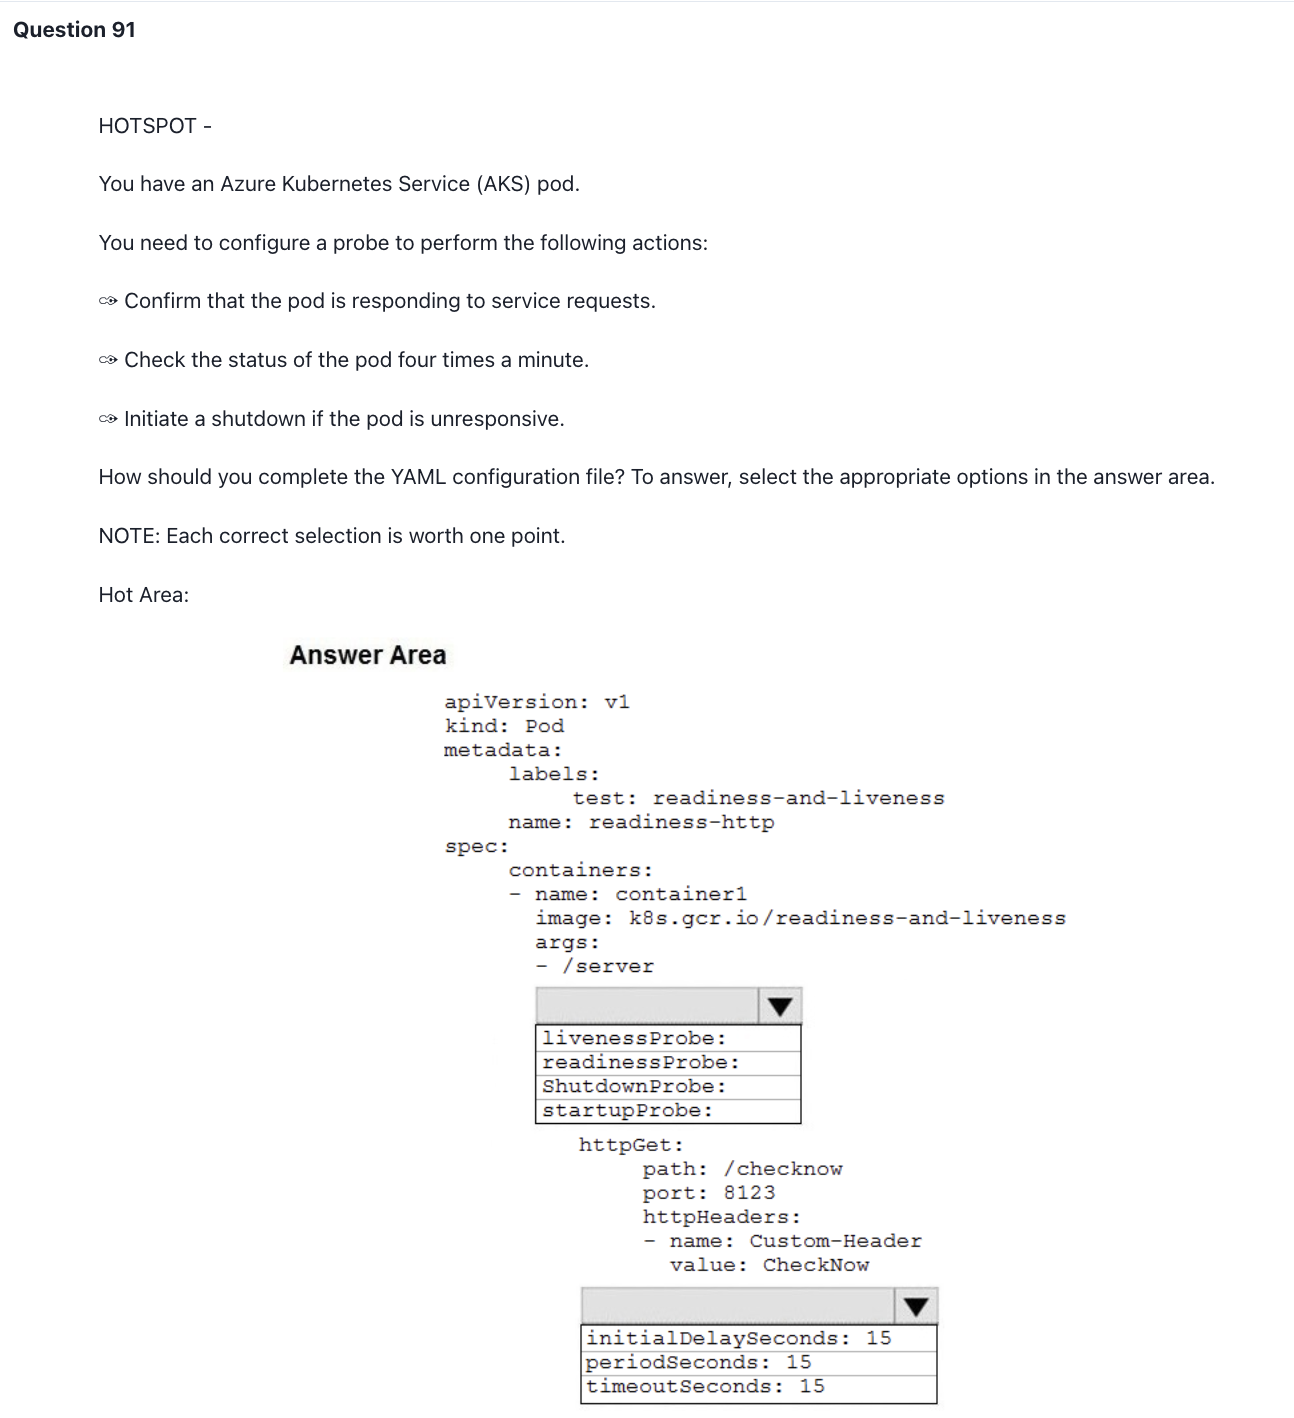 Question 91
HOTSPOT -
You have an Azure Kubernetes Service (AKS) pod.
You need to configure a probe to perform the following actions:
Confirm that the pod is responding to service requests.
Check the status of the pod four times a minute.
Initiate a shutdown if the pod is unresponsive.
How should you complete the YAML configuration file? To answer, select the appropriate options in the answer area.
NOTE: Each correct selection is worth one point.
Hot Area:
Answer Area
apiVersion: v1
kind: Pod
metadata:
labels:
test: readiness-and-liveness
name: readiness-http
spec:
containers:
- name: container1
image: k8s.gcr.io/readiness-and-liveness
args:
- /server
livenessProbe:
readinessProbe:
ShutdownProbe:
startupProbe:
httpGet:
path: /checknow
port: 8123
httpHeaders:
- name: Custom-Header
value: CheckNow
initialDelaySeconds: 15
periodSeconds: 15
timeoutSeconds: 15